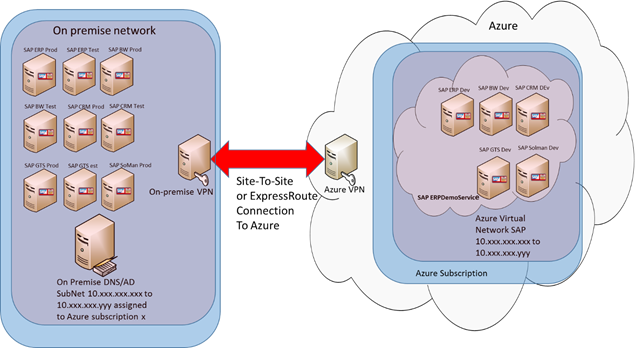 On premise network
SAP ERP Prod
SAP ERP Test
SAP BW Prod
SAP BW Test
SAP CRM Prod
SAP CRM Test
SAP GTS Prod
SAP GTS est
SAP SolMan Prod
On-premise VPN
On Premise DNS/AD
SubNet 10.xxx.xxx.xxx to
10.xxx.xxx.yyy assigned
to Azure subscription x
Site-To-Site
or ExpressRoute
Connection
To Azure
Azure
Azure VPN
SAP ERP Dev
SAP BW Dev
SAP CRM DEv
SAP GTS Dev
SAP Solman Dev
SAP ERPDemoService
Azure Virtual
Network SAP
10.xxx.xxx.xxx to
10.xxx.xxx.yyy
Azure Subscription